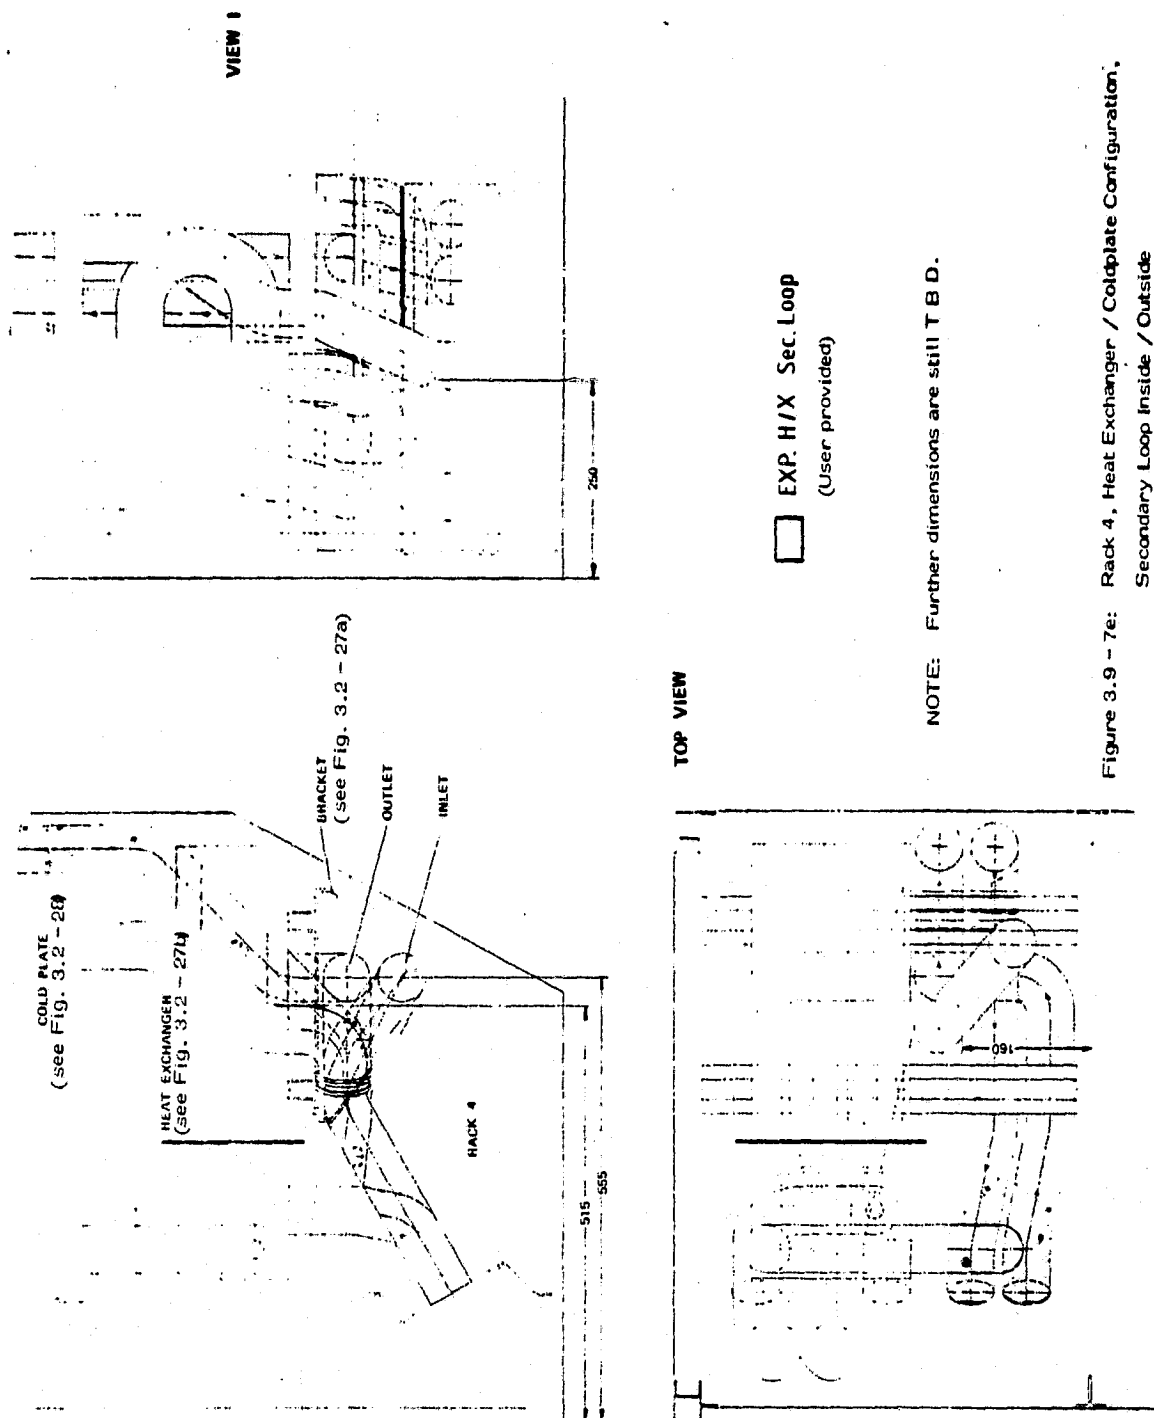 COLD PLATE
(see Fig. 3.2 - 28)
HEAT EXCHANGER
(see Fig. 3.2 - 27b)
BRACKET
(see Fig. 3.2 - 27a)
OUTLET
INLET
RACK 4
515
555
VIEW I
250
TOP VIEW
160
EXP. H/X Sec. Loop
(User provided)
NOTE: Further dimensions are still T B D.
Figure 3.9 - 7e: Rack 4, Heat Exchanger / Coldplate Configuration,
Secondary Loop Inside / Outside